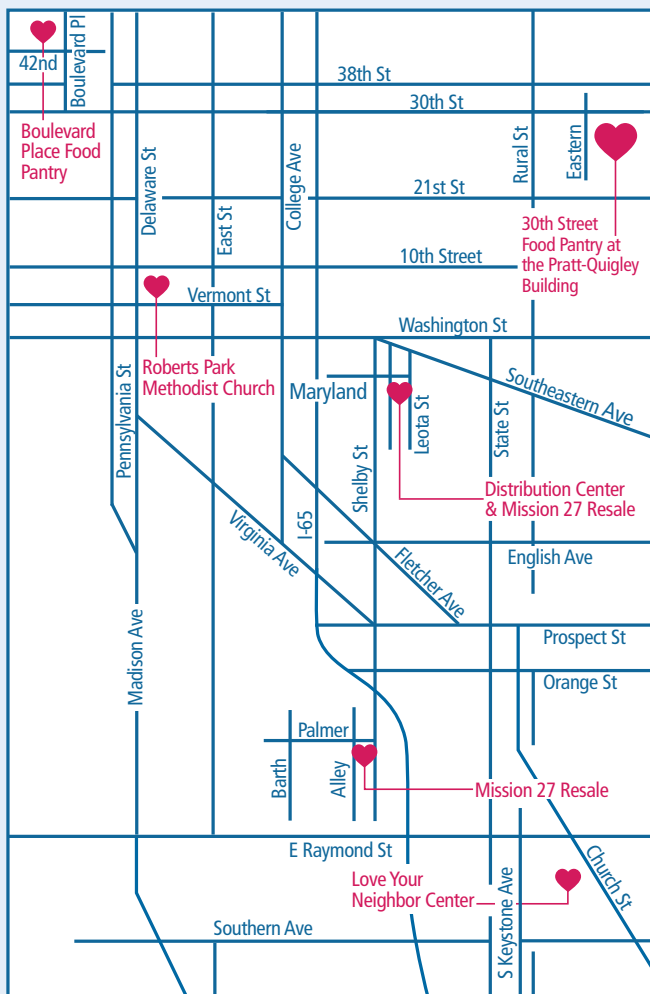 Boulevard Pl
42nd
38th St
30th St
Boulevard
Place Food
Pantry
Delaware St
College Ave
Rural St
Eastern
East St
21st St
30th Street
Food Pantry at
the Pratt-Quigley
Building
10th Street
Vermont St
Washington St
Roberts Park
Methodist Church
Pennsylvania St
Maryland
Southeastern Ave
Leota St
State St
Shelby St
Distribution Center
& Mission 27 Resale
Virginia Ave
I-65
Fletcher Ave
English Ave
Madison Ave
Prospect St
Orange St
Palmer
Barth
Alley
Mission 27 Resale
E Raymond St
Love Your
Neighbor Center
Church St
S Keystone Ave
Southern Ave